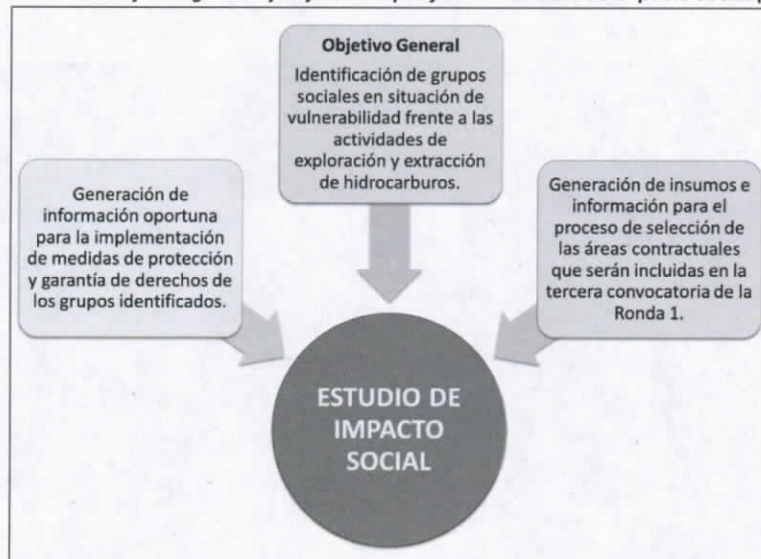 Objetivo General
Identificación de grupos
sociales en situación de
vulnerabilidad frente a las
actividades de
exploración y extracción
de hidrocarburos.
Generación de
información oportuna
para la implementación
de medidas de protección
y garantía de derechos de
los grupos identificados.
Generación de insumos e
información para el
proceso de selección de
las áreas contractuales
que serán incluidas en la
tercera convocatoria de la
Ronda 1.
ESTUDIO DE
IMPACTO
SOCIAL